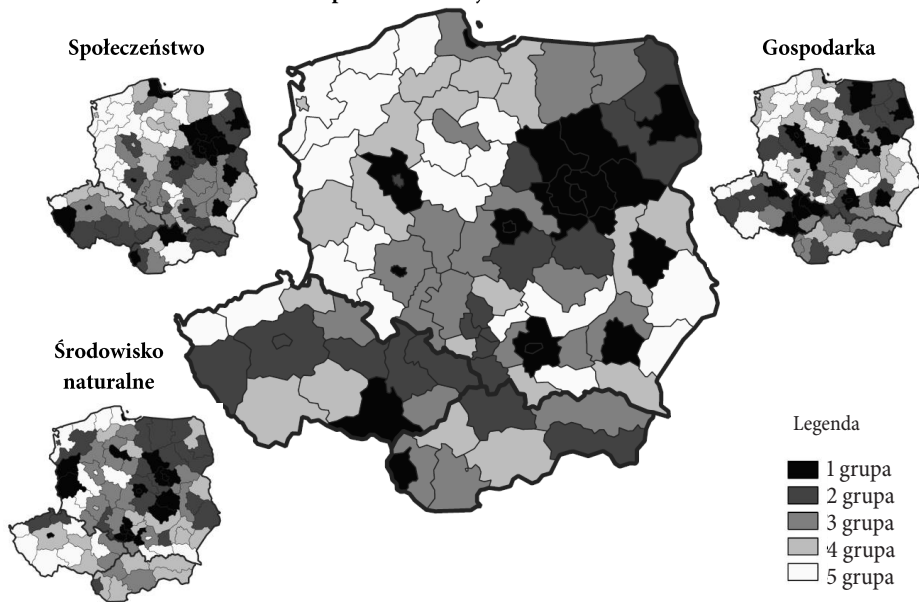 Społeczeństwo
Gospodarka
Środowisko
naturalne
Legenda
1 grupa
2 grupa
3 grupa
4 grupa
5 grupa